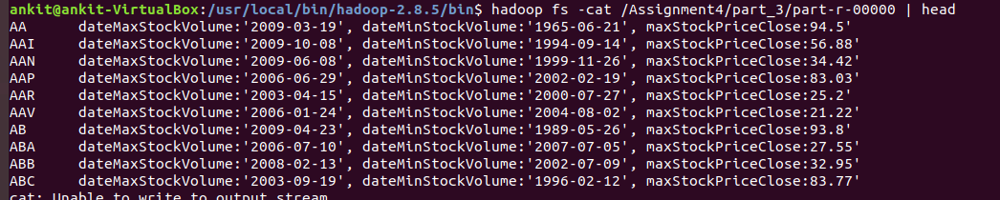 ankit@ankit-VirtualBox:/usr/local/bin/hadoop-2.8.5/bin$ hadoop fs -cat /Assignment4/part_3/part-r-00000 | head
AA dateMaxStockVolume:'2009-03-19', dateMinStockVolume:'1965-06-21', maxStockPriceClose:94.5'
AAI dateMaxStockVolume:'2009-10-08', dateMinStockVolume:'1994-09-14', maxStockPriceClose:56.88'
AAN dateMaxStockVolume:'2009-06-08', dateMinStockVolume:'1999-11-26', maxStockPriceClose:34.42'
AAP dateMaxStockVolume:'2006-06-29', dateMinStockVolume:'2002-02-19', maxStockPriceClose:83.03'
AAR dateMaxStockVolume:'2003-04-15', dateMinStockVolume:'2000-07-27', maxStockPriceClose:25.2'
AAV dateMaxStockVolume:'2006-01-24', dateMinStockVolume:'2004-08-02', maxStockPriceClose:21.22'
AB dateMaxStockVolume:'2009-04-23', dateMinStockVolume:'1989-05-26', maxStockPriceClose:93.8'
ABA dateMaxStockVolume:'2006-07-10', dateMinStockVolume:'2007-07-05', maxStockPriceClose:27.55'
ABB dateMaxStockVolume:'2008-02-13', dateMinStockVolume:'2002-07-09', maxStockPriceClose:32.95'
ABC dateMaxStockVolume:'2003-09-19', dateMinStockVolume:'1996-02-12', maxStockPriceClose:83.77'
cat: Unable to write to output stream